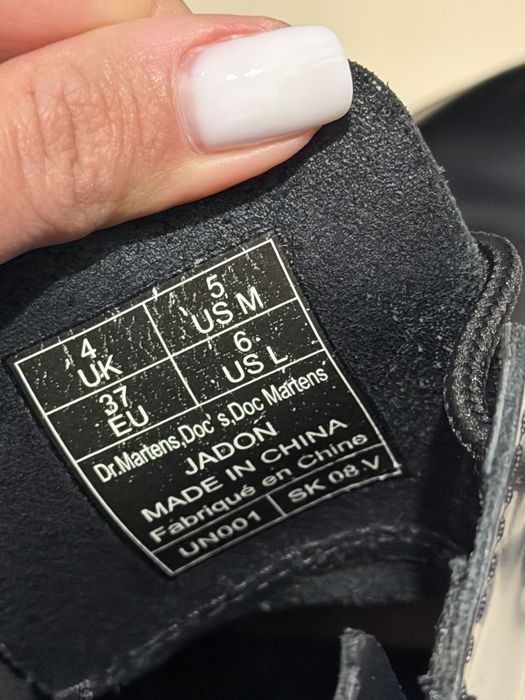 4
UK
5
US M
37
EU
6
US L
Dr.Martens,Doc's,Doc Martens
JADON
MADE IN CHINA
Fabriqué en Chine
UN001
SK 08 V